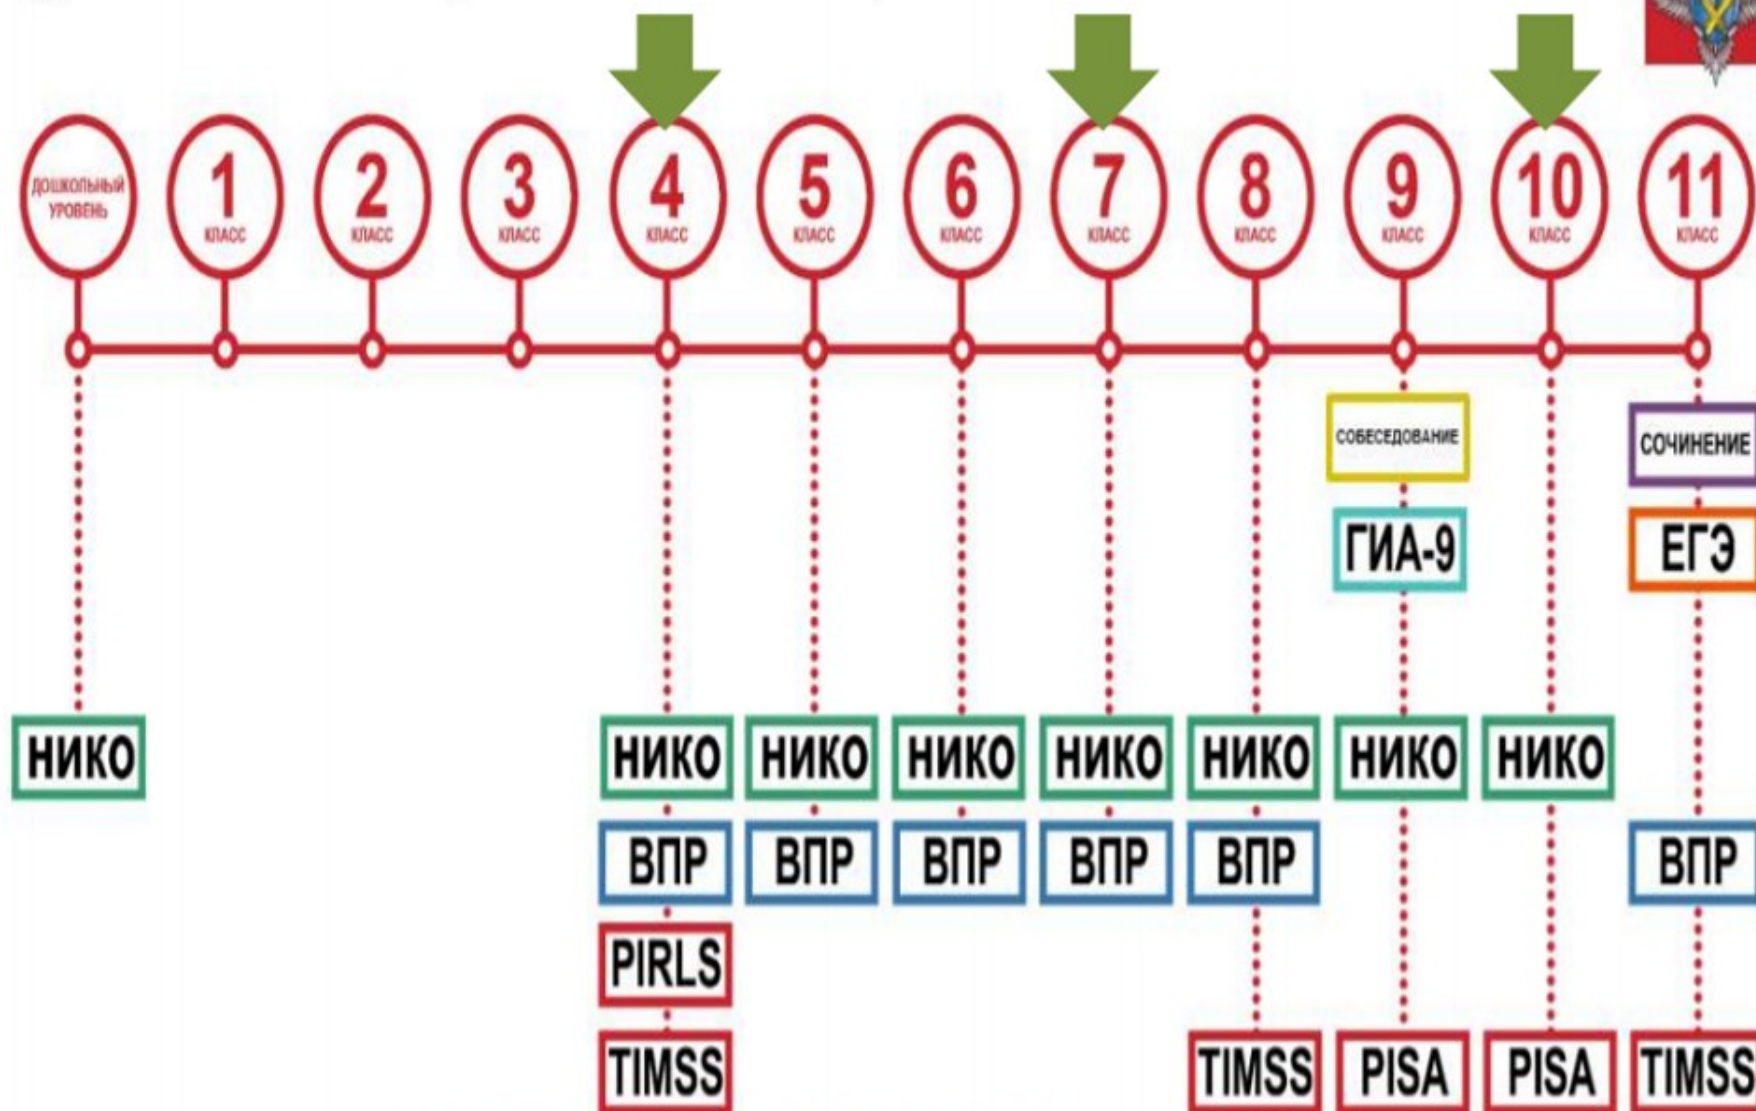 ДОШКОЛЬНЫЙ
УРОВЕНЬ
1
КЛАСС
2
КЛАСС
3
КЛАСС
4
КЛАСС
5
КЛАСС
6
КЛАСС
7
КЛАСС
8
КЛАСС
9
КЛАСС
10
КЛАСС
11
КЛАСС
СОБЕСЕДОВАНИЕ
СОЧИНЕНИЕ
ГИА-9
ЕГЭ
НИКО
НИКО
НИКО
НИКО
НИКО
НИКО
НИКО
НИКО
ВПР
ВПР
ВПР
ВПР
ВПР
ВПР
PIRLS
TIMSS
TIMSS
PISA
PISA
TIMSS